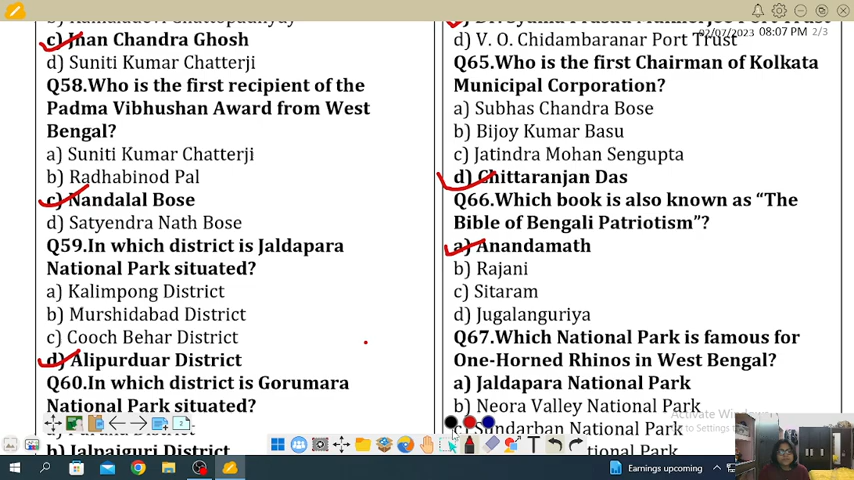 c) Jnan Chandra Ghosh
d) Suniti Kumar Chatterji
Q58.Who is the first recipient of the
Padma Vibhushan Award from West
Bengal?
a) Suniti Kumar Chatterji
b) Radhabinod Pal
c) Nandalal Bose
d) Satyendra Nath Bose
Q59.In which district is Jaldapara
National Park situated?
a) Kalimpong District
b) Murshidabad District
c) Cooch Behar District
d) Alipurduar District
Q60.In which district is Gorumara
National Park situated?
b) Jalpaiguri District
d) V. O. Chidambaranar Port Trust
02/07/2023 08:07 PM 2/3
Q65.Who is the first Chairman of Kolkata
Municipal Corporation?
a) Subhas Chandra Bose
b) Bijoy Kumar Basu
c) Jatindra Mohan Sengupta
d) Chittaranjan Das
Q66.Which book is also known as “The
Bible of Bengali Patriotism”?
a) Anandamath
b) Rajani
c) Sitaram
d) Jugalanguriya
Q67.Which National Park is famous for
One-Horned Rhinos in West Bengal?
a) Jaldapara National Park
b) Neora Valley National Park
c) Sundarban National Park
tional Park
Activate Windows
Earnings upcoming